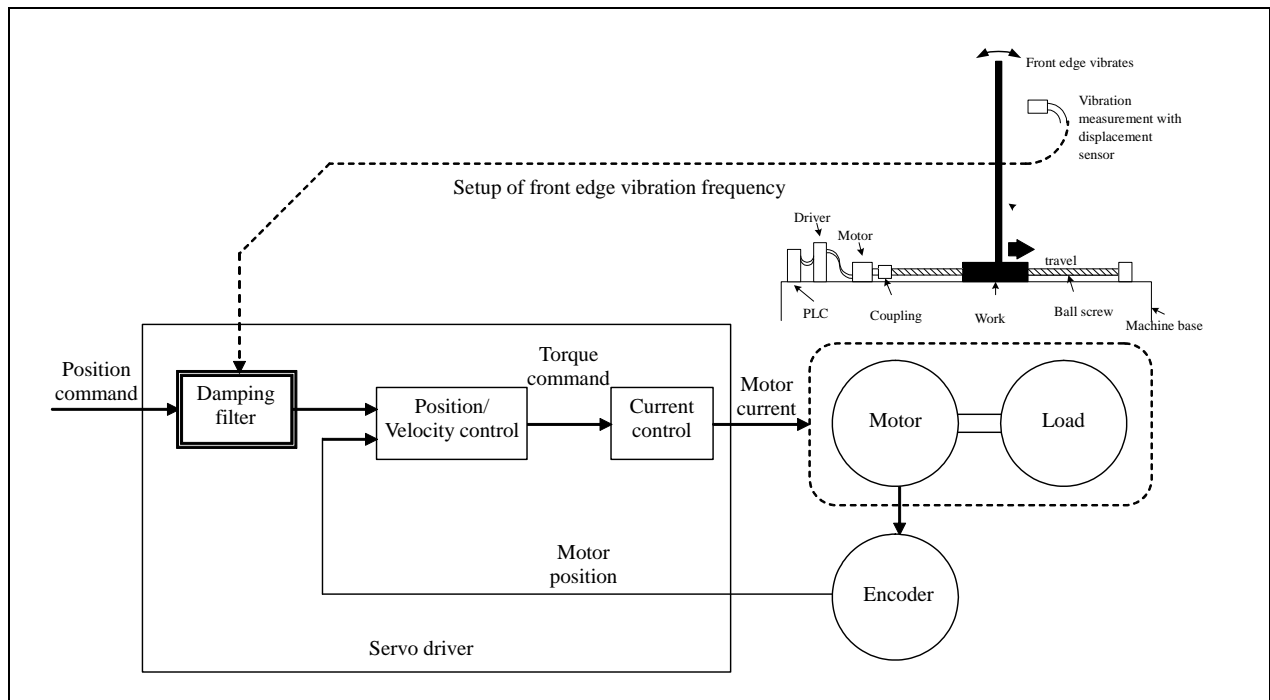 Front edge vibrates
Vibration
measurement with
displacement
sensor
Setup of front edge vibration frequency
Driver
Motor
travel
PLC
Coupling
Work
Ball screw
Machine base
Position
command
Damping
filter
Position/
Velocity control
Torque
command
Current
control
Motor
current
Motor
Load
Motor
position
Encoder
Servo driver